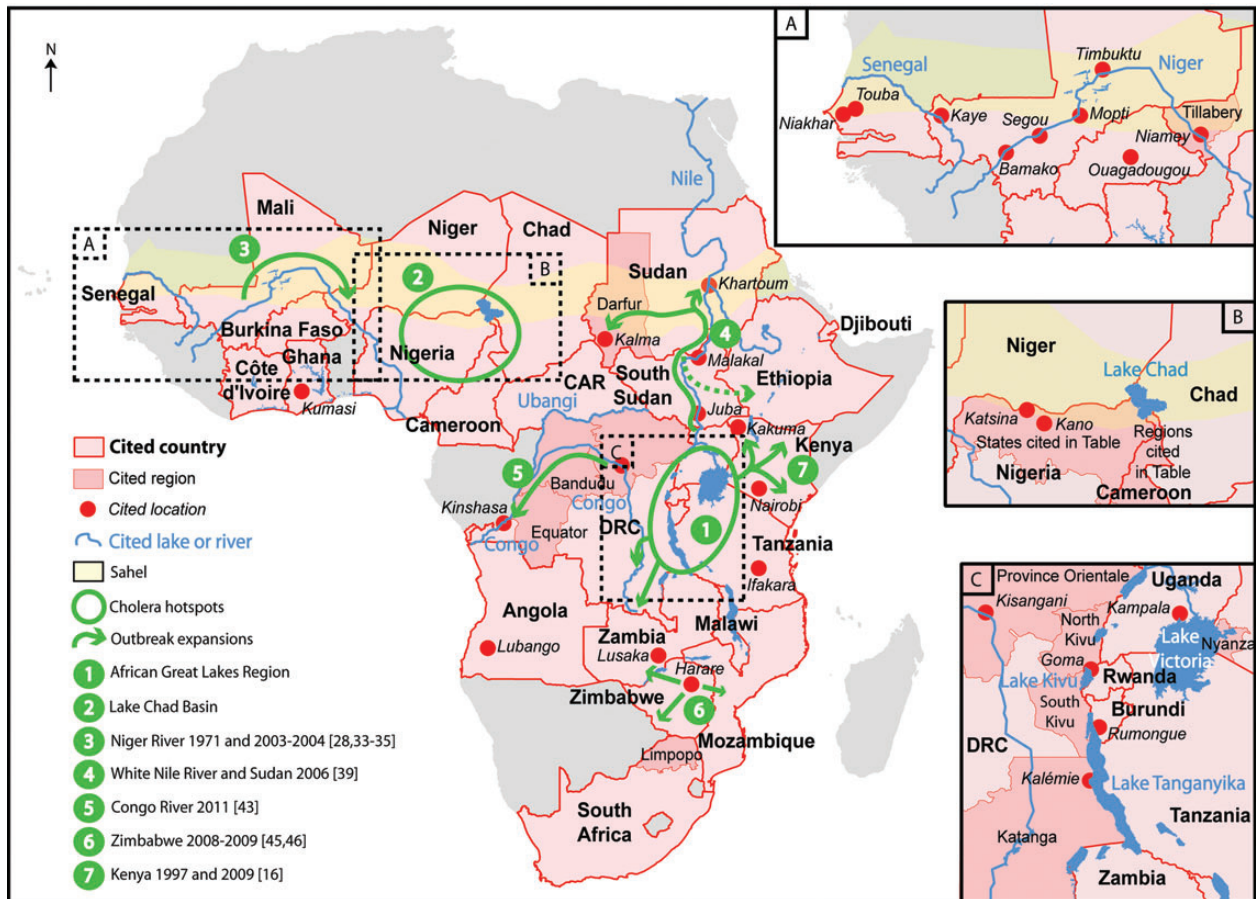 N
Mali
Niger
Chad
A
3
2
B
Senegal
Burkina Faso
Ghana
Côte
d'Ivoire
Kumasi
Nigeria
Cameroon
CAR
Ubangi
Nile
Sudan
Khartoum
Darfur
Kalma
4
Malakal
South
Sudan
Juba
Ethiopia
Djibouti
Kakuma
Kenya
7
Nairobi
C
5
Bandudu
Congo
Kinshasa
Congo
Equator
DRC
1
Tanzania
Ifakara
Angola
Lubango
Zambia
Lusaka
Malawi
Harare
Zimbabwe
6
Mozambique
Limpopo
South
Africa
Cited country
Cited region
Cited location
Cited lake or river
Sahel
Cholera hotspots
Outbreak expansions
1 African Great Lakes Region
2 Lake Chad Basin
3 Niger River 1971 and 2003-2004 [28,33-35]
4 White Nile River and Sudan 2006 [39]
5 Congo River 2011 [43]
6 Zimbabwe 2008-2009 [45,46]
7 Kenya 1997 and 2009 [16]
A
Timbuktu
Senegal
Niger
Touba
Niakhar
Kaye
Segou
Mopti
Tillabery
Niamey
Bamako
Ouagadougou
B
Niger
Lake Chad
Chad
Katsina
Kano
States cited in Table
Regions
cited
in Table
Nigeria
Cameroon
C
Province Orientale
Uganda
Kisangani
Kampala
North
Kivu
Lake
Victoria
Nyanza
Goma
Lake Kivu
Rwanda
South
Kivu
Burundi
DRC
Rumongue
Kalémie
Lake Tanganyika
Tanzania
Katanga
Zambia